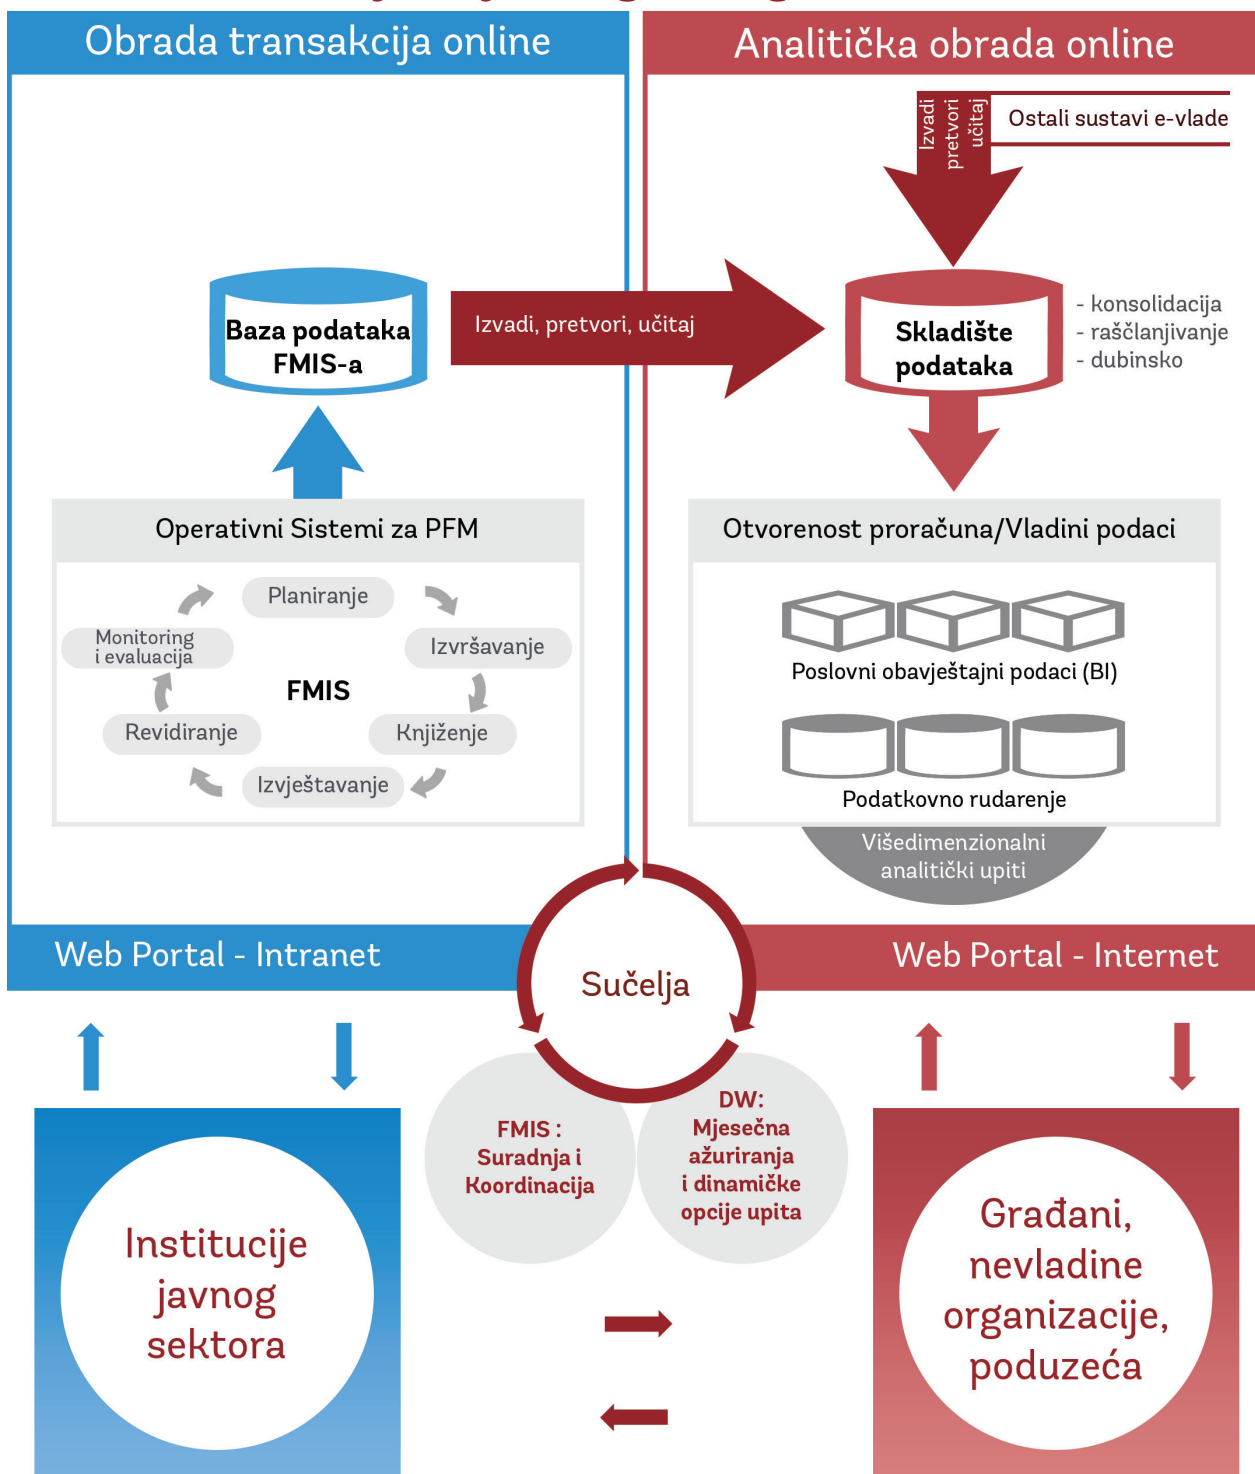 Obrada transakcija online
Analitička obrada online
Izvadi
pretvori
učitaj
Ostali sustavi e-vlade
Baza podataka
FMIS-a
Izvadi, pretvori, učitaj
Skladište
podataka
- konsolidacija
- raščlanjivanje
- dubinsko
Operativni Sistemi za PFM
Planiranje
Izvršavanje
Knjiženje
Izvještavanje
Revidiranje
Monitoring
i evaluacija
FMIS
Otvorenost proračuna/Vladini podaci
Poslovni obavještajni podaci (BI)
Podatkovno rudarenje
Višedimenzionalni
analitički upiti
Web Portal - Intranet
Sučelja
Web Portal - Internet
FMIS :
Suradnja i
Koordinacija
DW:
Mjesečna
ažuriranja
i dinamičke
opcije upita
Institucije
javnog
sektora
Građani,
nevladine
organizacije,
poduzeća